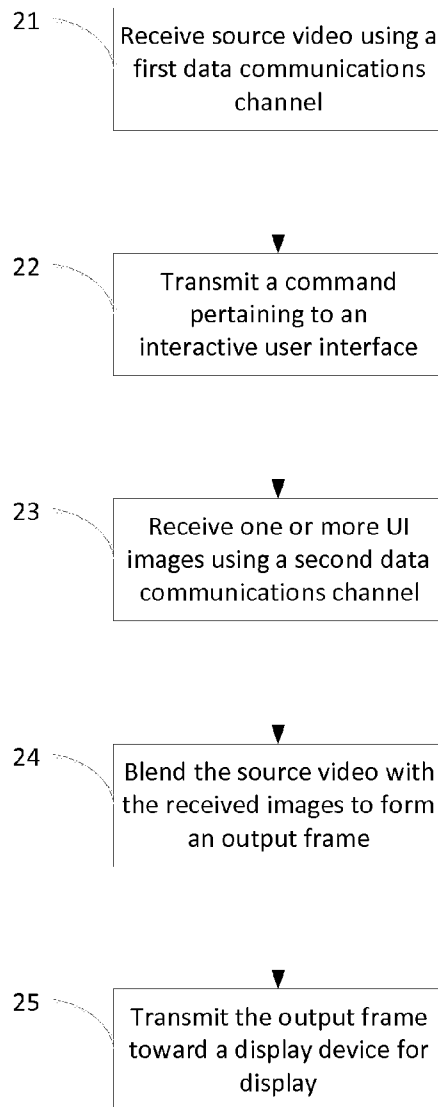 21
Receive source video using a
first data communications
channel
22
Transmit a command
pertaining to an
interactive user interface
23
Receive one or more UI
images using a second data
communications channel
24
Blend the source video with
the received images to form
an output frame
25
Transmit the output frame
toward a display device for
display